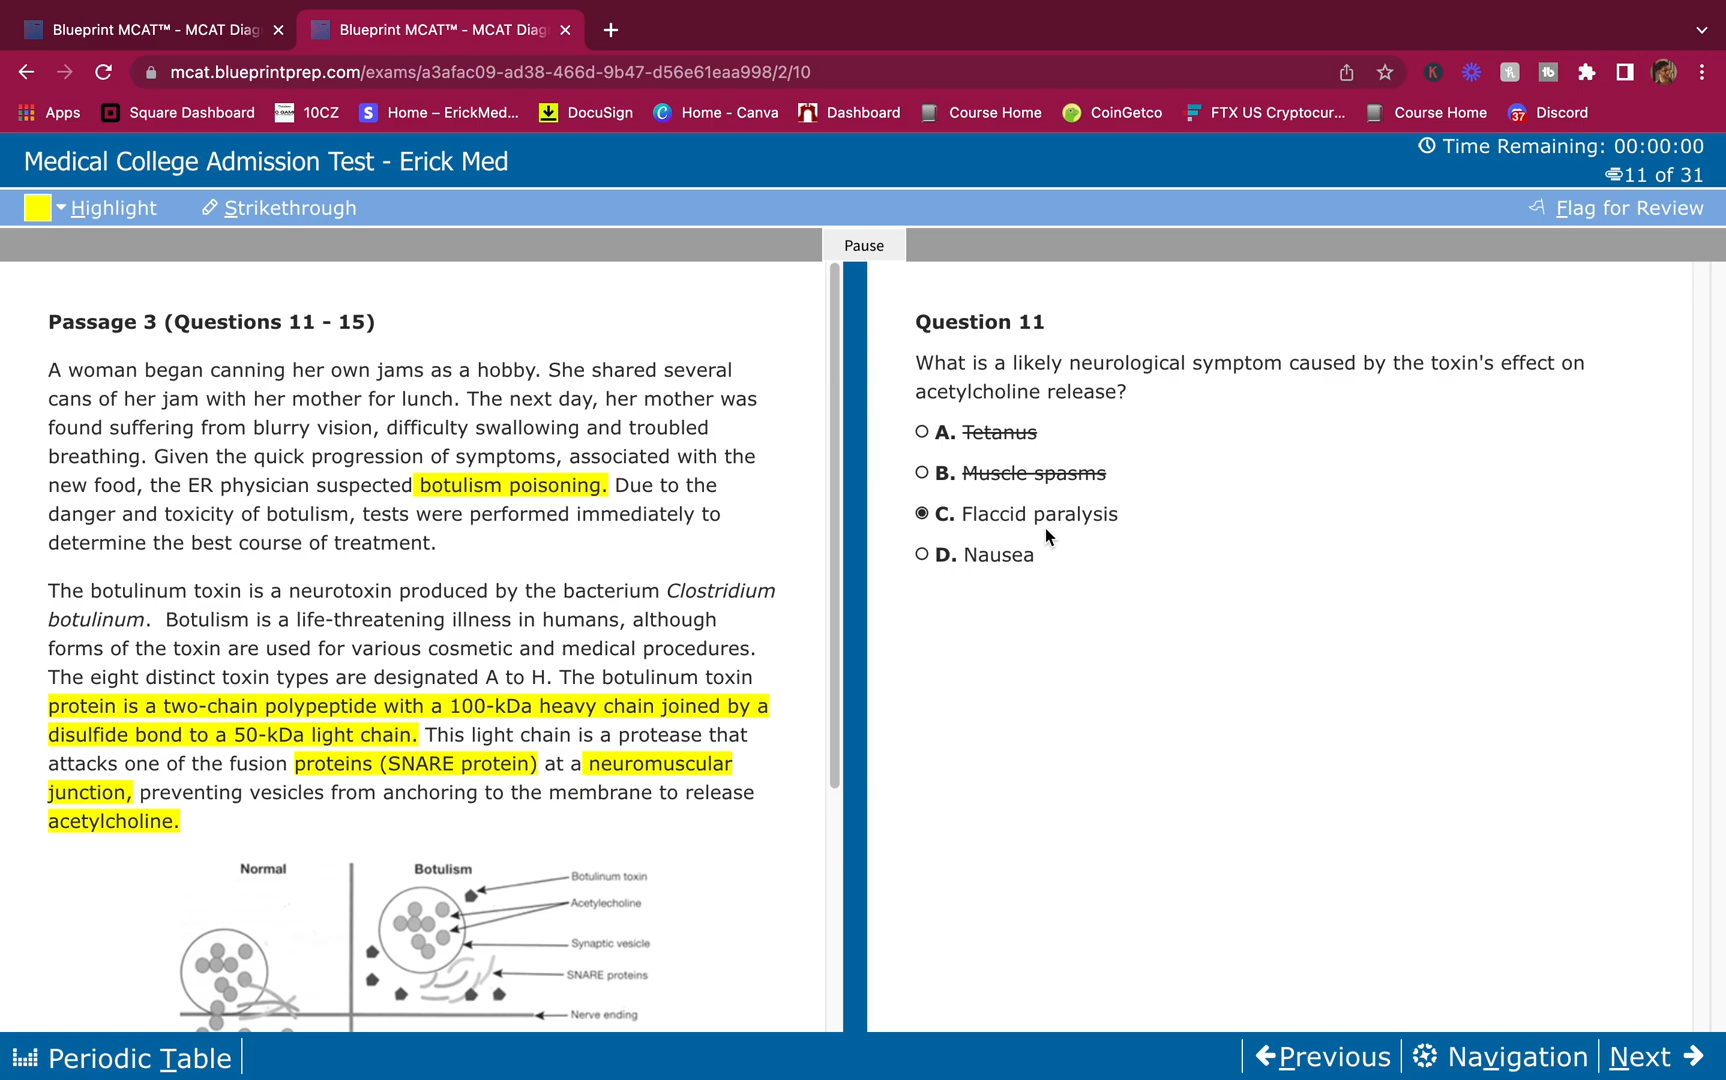 Blueprint MCAT™ - MCAT Diag
Blueprint MCAT™ - MCAT Diag
mcat.blueprintprep.com/exams/a3afac09-ad38-466d-9b47-d56e61eaa998/2/10
Apps Square Dashboard 10CZ Home – ErickMed... DocuSign Home - Canva Dashboard Course Home CoinGetco FTX US Cryptocur... Course Home 37 Discord
Medical College Admission Test - Erick Med
Time Remaining: 00:00:00
11 of 31
Highlight Strikethrough Flag for Review
Pause
Passage 3 (Questions 11 - 15)
A woman began canning her own jams as a hobby. She shared several
cans of her jam with her mother for lunch. The next day, her mother was
found suffering from blurry vision, difficulty swallowing and troubled
breathing. Given the quick progression of symptoms, associated with the
new food, the ER physician suspected botulism poisoning. Due to the
danger and toxicity of botulism, tests were performed immediately to
determine the best course of treatment.
The botulinum toxin is a neurotoxin produced by the bacterium Clostridium
botulinum. Botulism is a life-threatening illness in humans, although
forms of the toxin are used for various cosmetic and medical procedures.
The eight distinct toxin types are designated A to H. The botulinum toxin
protein is a two-chain polypeptide with a 100-kDa heavy chain joined by a
disulfide bond to a 50-kDa light chain. This light chain is a protease that
attacks one of the fusion proteins (SNARE protein) at a neuromuscular
junction, preventing vesicles from anchoring to the membrane to release
acetylcholine.
Normal
Botulism
Botulinum toxin
Acetylecholine
Synaptic vesicle
SNARE proteins
Nerve ending
Question 11
What is a likely neurological symptom caused by the toxin's effect on
acetylcholine release?
A. Tetanus
B. Muscle spasms
C. Flaccid paralysis
D. Nausea
Periodic Table
Previous Navigation Next